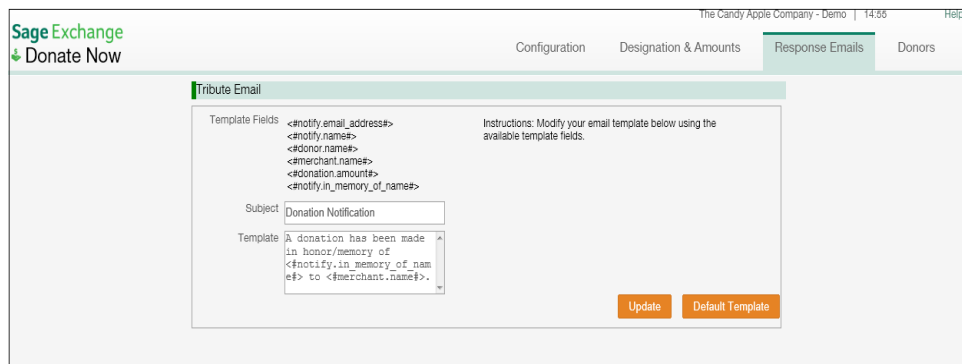 The Candy Apple Company - Demo | 14:55 Help
Sage Exchange
Donate Now
Configuration Designation & Amounts Response Emails Donors
Tribute Email
Template Fields <#notify.email_address#>
<#notify.name#>
<#donor.name#>
<#merchant.name#>
<#donation.amount#>
<#notify.in_memory_of_name#>
Instructions: Modify your email template below using the
available template fields.
Subject Donation Notification
Template A donation has been made
in honor/memory of
<#notify.in_memory_of_nam
e#> to <#merchant.name#>.
Update Default Template